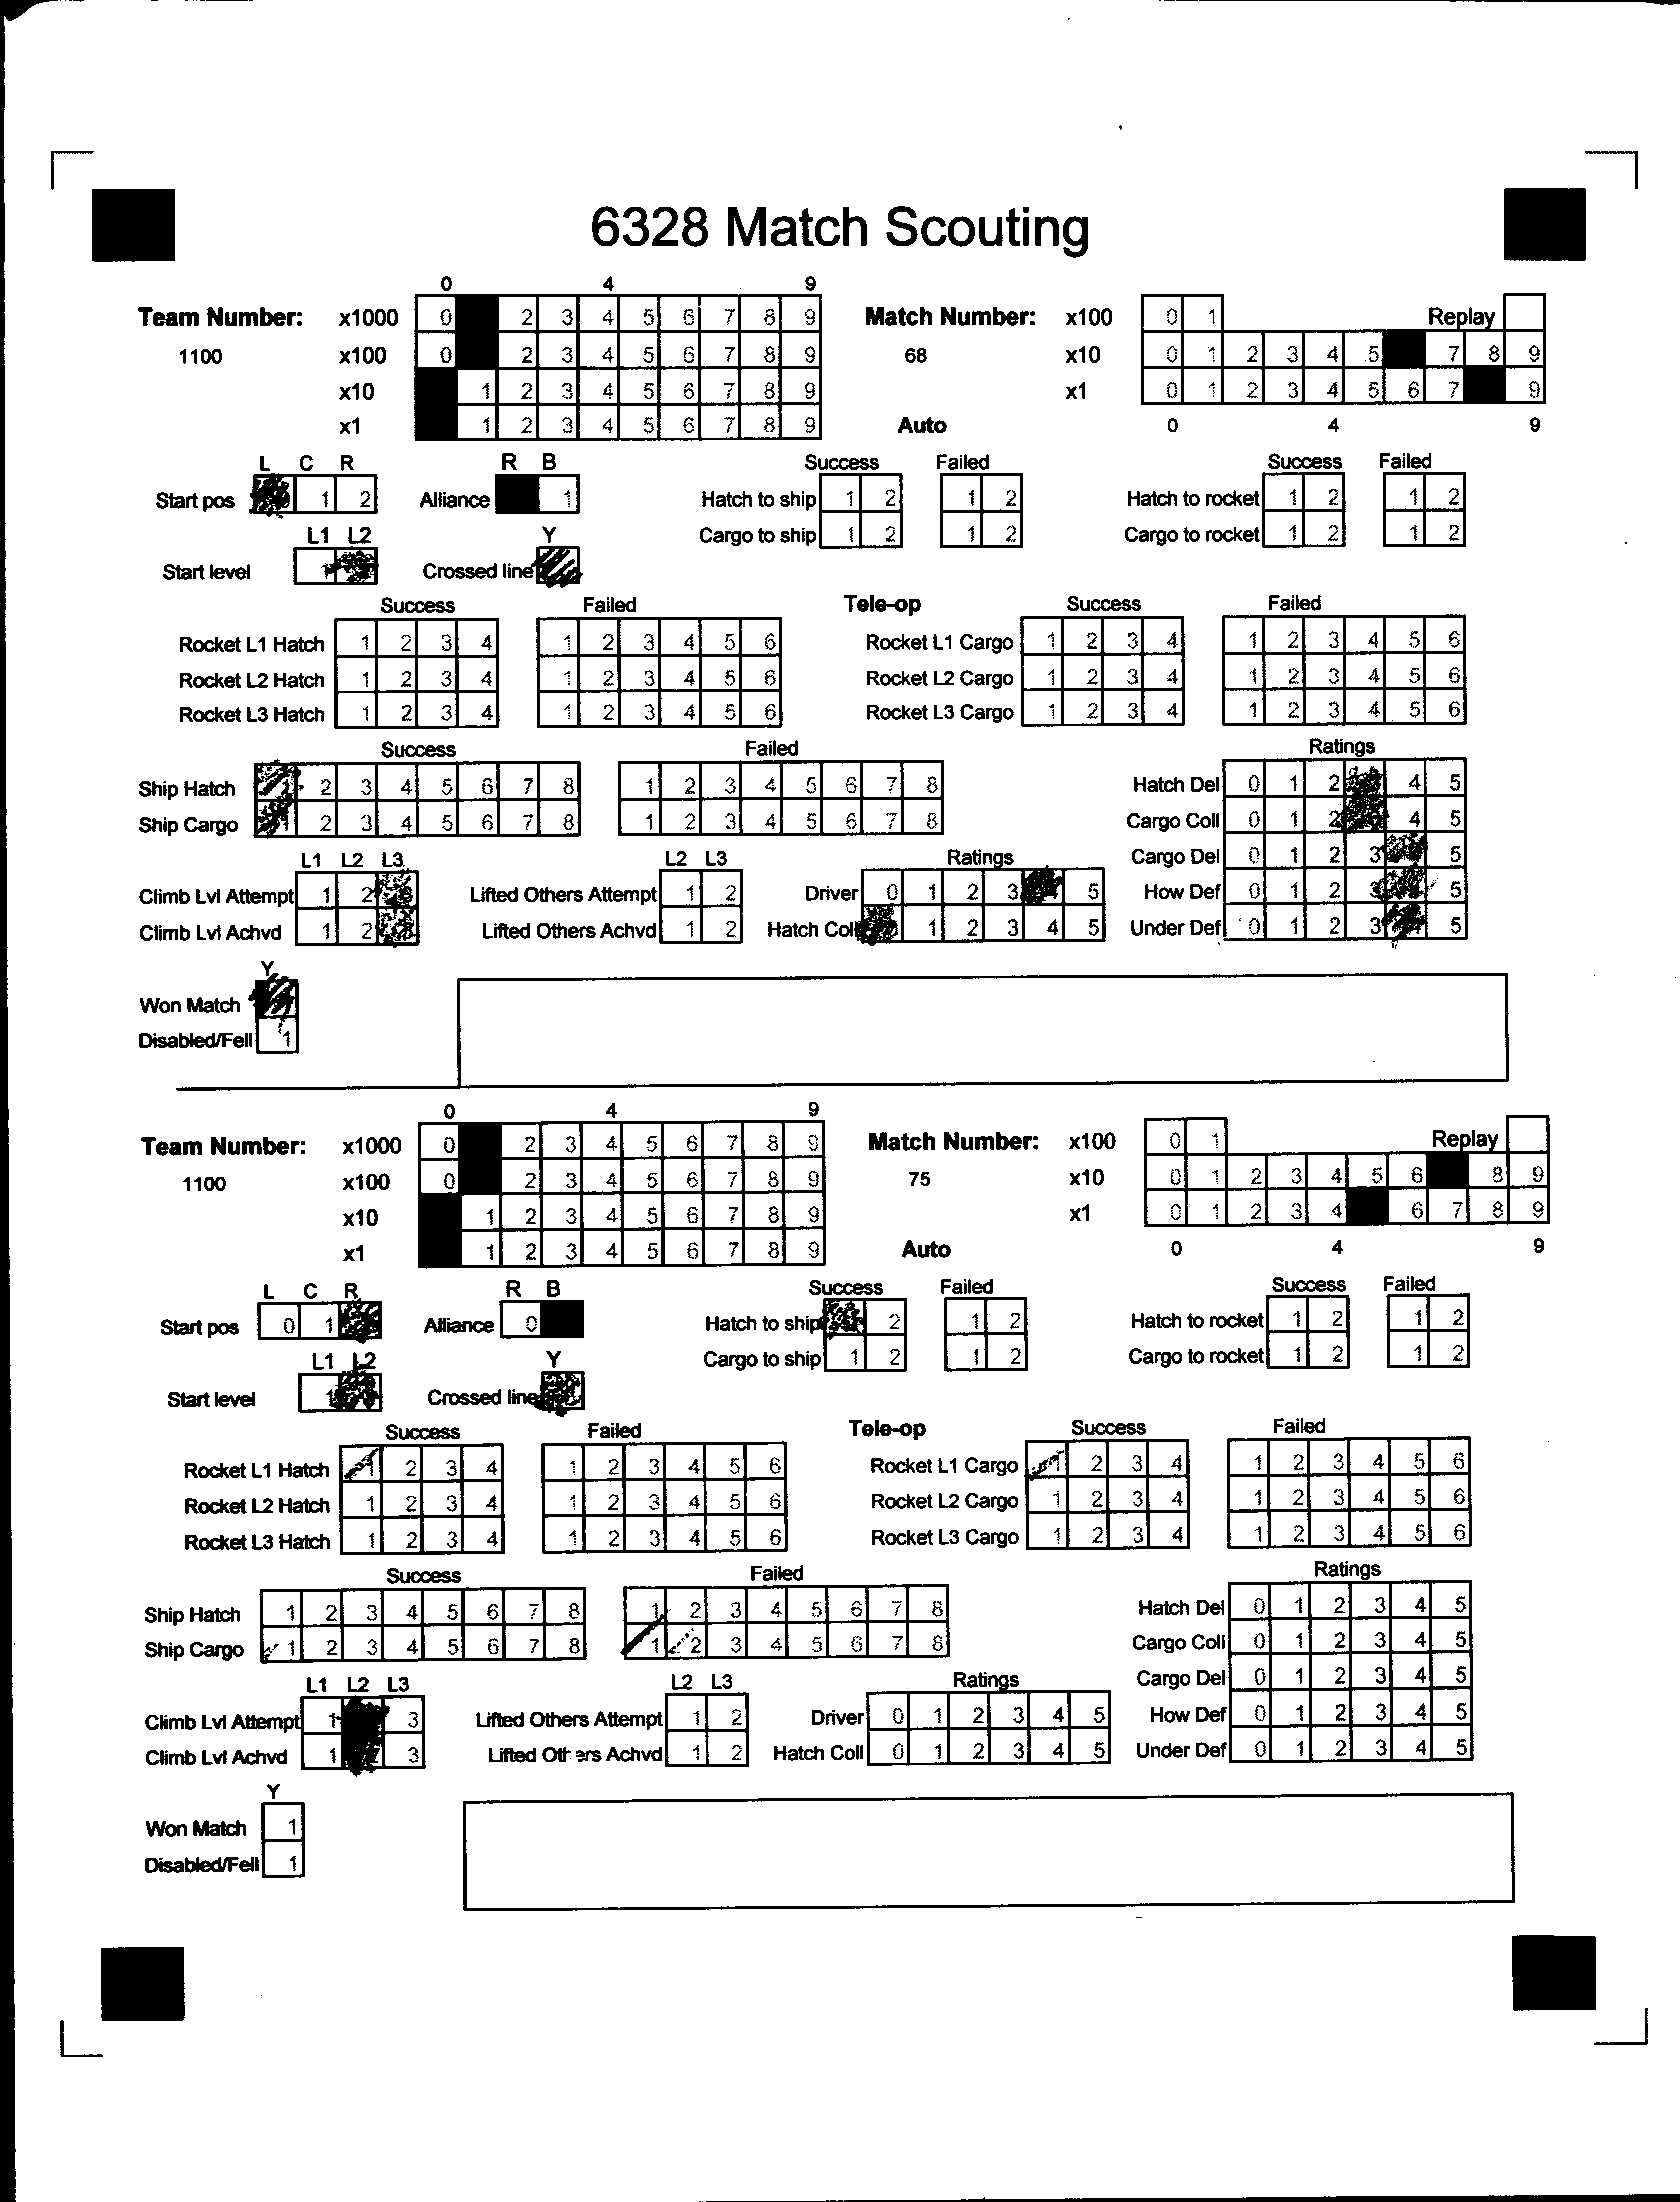 6328 Match Scouting
0 4 9
Team Number: x1000 0 2 3 4 5 6 7 8 9 Match Number: x100 0 1 Replay
1100 x100 0 2 3 4 5 6 7 8 9 68 x10 0 1 2 3 4 5 7 8 9
x10 1 2 3 4 5 6 7 8 9 x1 0 1 2 3 4 5 6 7 9
x1 1 2 3 4 5 6 7 8 9 Auto 0 4 9
L C R R B Success Failed Success Failed
Start pos 1 2 Alliance 1 Hatch to ship 1 2 1 2 Hatch to rocket 1 2 1 2
L1 L2 Y Cargo to ship 1 2 1 2 Cargo to rocket 1 2 1 2
Start level 1 Crossed line
Success Failed Tele-op Success Failed
Rocket L1 Hatch 1 2 3 4 1 2 3 4 5 6 Rocket L1 Cargo 1 2 3 4 1 2 3 4 5 6
Rocket L2 Hatch 1 2 3 4 1 2 3 4 5 6 Rocket L2 Cargo 1 2 3 4 1 2 3 4 5 6
Rocket L3 Hatch 1 2 3 4 1 2 3 4 5 6 Rocket L3 Cargo 1 2 3 4 1 2 3 4 5 6
Success Failed Ratings
Ship Hatch 1 2 3 4 5 6 7 8 1 2 3 4 5 6 7 8 Hatch Del 0 1 2 4 5
Ship Cargo 1 2 3 4 5 6 7 8 1 2 3 4 5 6 7 8 Cargo Coll 0 1 2 4 5
L1 L2 L3 L2 L3 Ratings Cargo Del 0 1 2 3 5
Climb Lvl Attempt 1 2 Lifted Others Attempt 1 2 Driver 0 1 2 3 5 How Def 0 1 2 3 5
Climb Lvl Achvd 1 2 Lifted Others Achvd 1 2 Hatch Coll 1 2 3 4 5 Under Def 0 1 2 3 5
Y
Won Match
Disabled/Fell 1
0 4 9
Team Number: x1000 0 2 3 4 5 6 7 8 9 Match Number: x100 0 1 Replay
1100 x100 0 2 3 4 5 6 7 8 9 75 x10 0 1 2 3 4 5 6 8 9
x10 1 2 3 4 5 6 7 8 9 x1 0 1 2 3 4 6 7 8 9
x1 1 2 3 4 5 6 7 8 9 Auto 0 4 9
L C R R B Success Failed Success Failed
Start pos 0 1 Alliance 0 Hatch to ship 2 1 2 Hatch to rocket 1 2 1 2
L1 L2 Y Cargo to ship 1 2 1 2 Cargo to rocket 1 2 1 2
Start level 1 Crossed line
Success Failed Tele-op Success Failed
Rocket L1 Hatch 1 2 3 4 1 2 3 4 5 6 Rocket L1 Cargo 1 2 3 4 1 2 3 4 5 6
Rocket L2 Hatch 1 2 3 4 1 2 3 4 5 6 Rocket L2 Cargo 1 2 3 4 1 2 3 4 5 6
Rocket L3 Hatch 1 2 3 4 1 2 3 4 5 6 Rocket L3 Cargo 1 2 3 4 1 2 3 4 5 6
Success Failed Ratings
Ship Hatch 1 2 3 4 5 6 7 8 1 2 3 4 5 6 7 8 Hatch Del 0 1 2 3 4 5
Ship Cargo 1 2 3 4 5 6 7 8 1 2 3 4 5 6 7 8 Cargo Coll 0 1 2 3 4 5
L1 L2 L3 L2 L3 Ratings Cargo Del 0 1 2 3 4 5
Climb Lvl Attempt 1 3 Lifted Others Attempt 1 2 Driver 0 1 2 3 4 5 How Def 0 1 2 3 4 5
Climb Lvl Achvd 1 3 Lifted Others Achvd 1 2 Hatch Coll 0 1 2 3 4 5 Under Def 0 1 2 3 4 5
Y
Won Match 1
Disabled/Fell 1